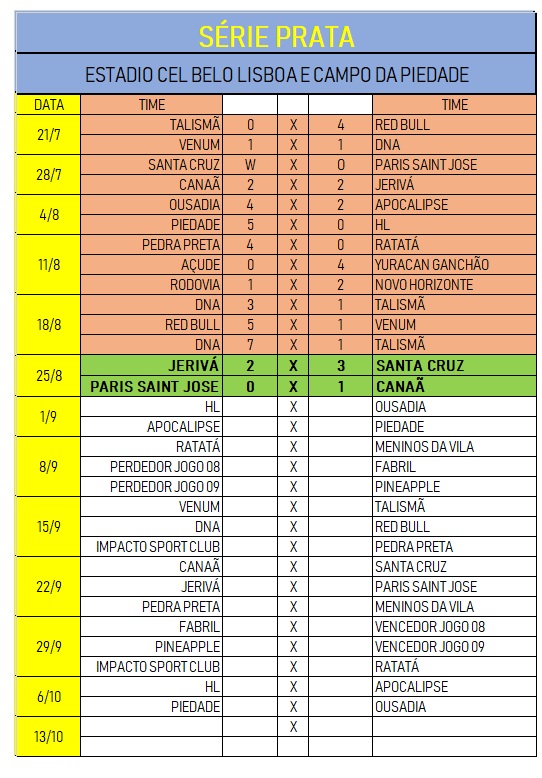 SÉRIE PRATA
ESTADIO CEL BELO LISBOA E CAMPO DA PIEDADE
DATA TIME TIME
21/7 TALISMÃ 0 X 4 RED BULL
VENUM 1 X 1 DNA
28/7 SANTA CRUZ W X O PARIS SAINT JOSE
CANAÃ 2 X 2 JERIVÁ
4/8 OUSADIA 4 X 2 APOCALIPSE
PIEDADE 5 X 0 HL
11/8 PEDRA PRETA 4 X 0 RATATÁ
AÇUDE 0 X 4 YURACAN GANCHÃO
RODOVIA 1 X 2 NOVO HORIZONTE
18/8 DNA 3 X 1 TALISMÃ
RED BULL 5 X 1 VENUM
DNA 7 X 1 TALISMÃ
25/8 JERIVÁ 2 X 3 SANTA CRUZ
PARIS SAINT JOSE 0 X 1 CANAÃ
1/9 HL X OUSADIA
APOCALIPSE X PIEDADE
8/9 RATATÁ X MENINOS DA VILA
PERDEDOR JOGO 08 X FABRIL
PERDEDOR JOGO 09 X PINEAPPLE
15/9 VENUM X TALISMÃ
DNA X RED BULL
IMPACTO SPORT CLUB X PEDRA PRETA
22/9 CANAÃ X SANTA CRUZ
JERIVÁ X PARIS SAINT JOSE
PEDRA PRETA X MENINOS DA VILA
29/9 FABRIL X VENCEDOR JOGO 08
PINEAPPLE X VENCEDOR JOGO 09
IMPACTO SPORT CLUB X RATATÁ
6/10 HL X APOCALIPSE
PIEDADE X OUSADIA
13/10 X